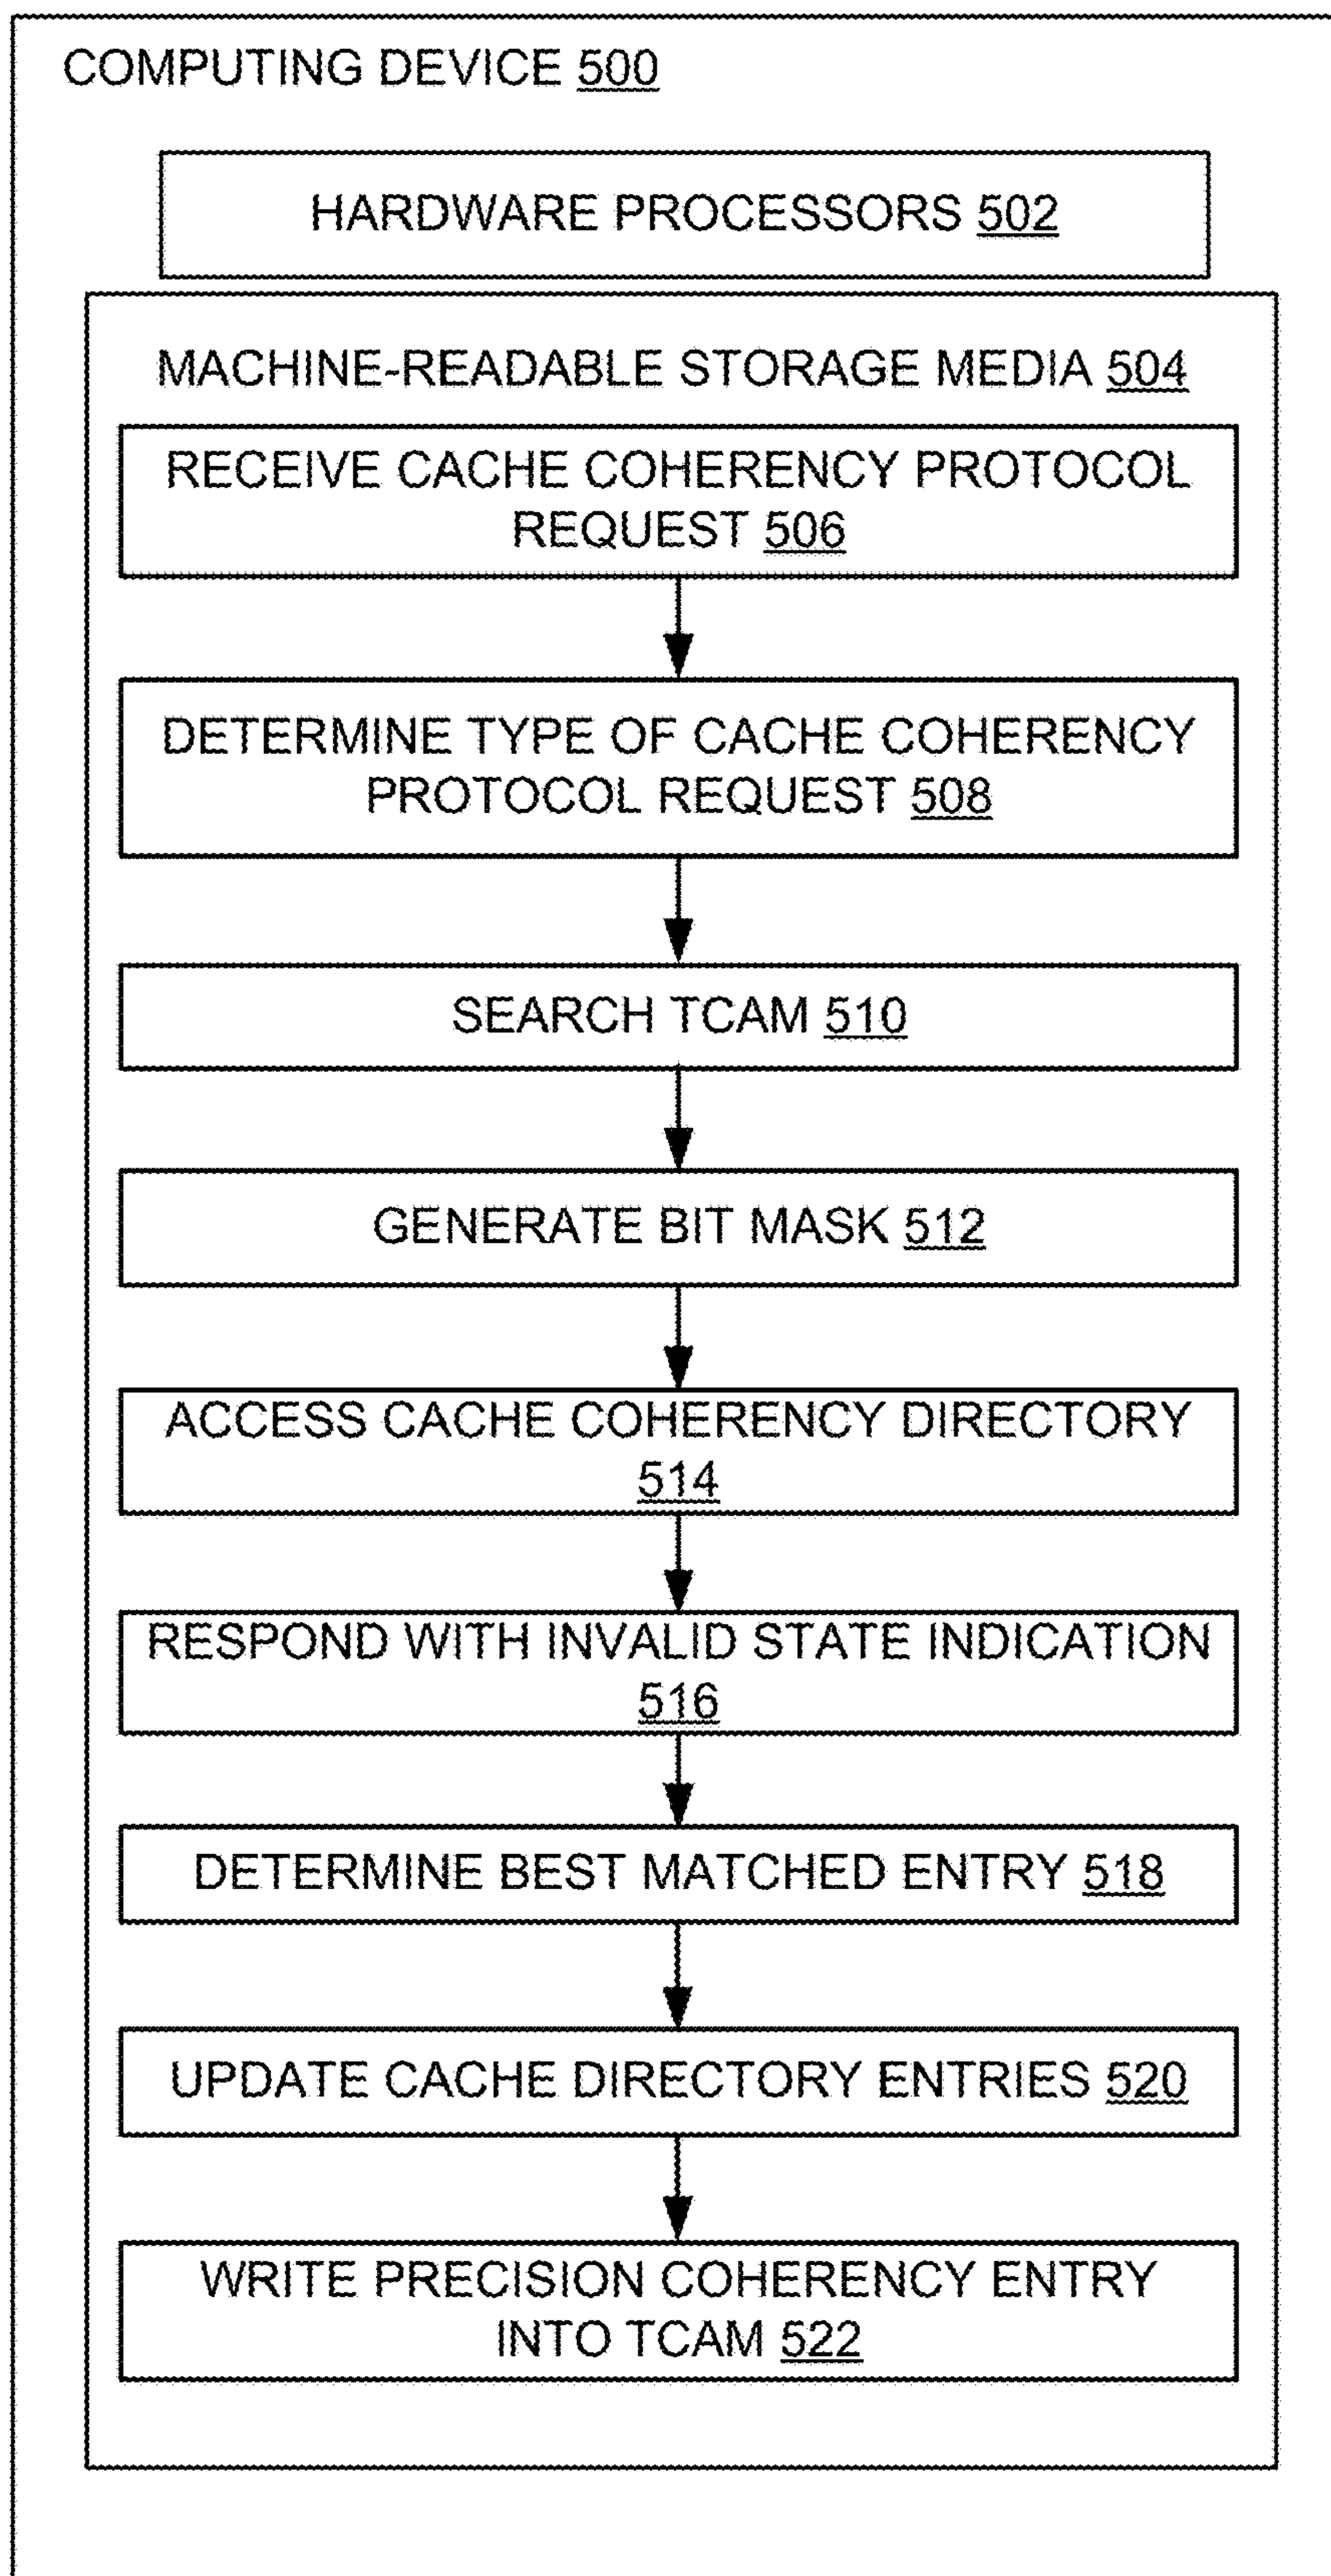 COMPUTING DEVICE 500
HARDWARE PROCESSORS 502
MACHINE-READABLE STORAGE MEDIA 504
RECEIVE CACHE COHERENCY PROTOCOL
REQUEST 506
DETERMINE TYPE OF CACHE COHERENCY
PROTOCOL REQUEST 508
SEARCH TCAM 510
GENERATE BIT MASK 512
ACCESS CACHE COHERENCY DIRECTORY
514
RESPOND WITH INVALID STATE INDICATION
516
DETERMINE BEST MATCHED ENTRY 518
UPDATE CACHE DIRECTORY ENTRIES 520
WRITE PRECISION COHERENCY ENTRY
INTO TCAM 522